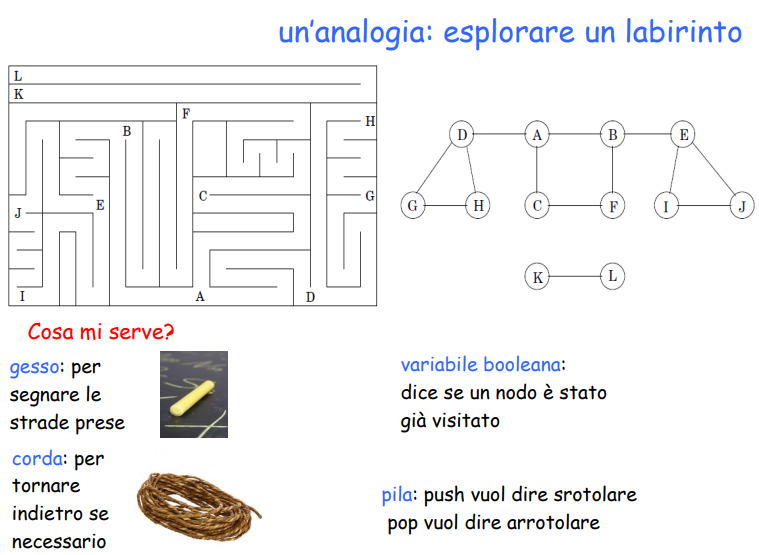 un'analogia: esplorare un labirinto
L
K
F
H
B
C
G
E
J
I
A
D
D
A
B
E
G
H
C
F
I
J
K
L
Cosa mi serve?
gesso: per
segnare le
strade prese
variabile booleana:
dice se un nodo è stato
già visitato
corda: per
tornare
indietro se
necessario
pila: push vuol dire srotolare
pop vuol dire arrotolare